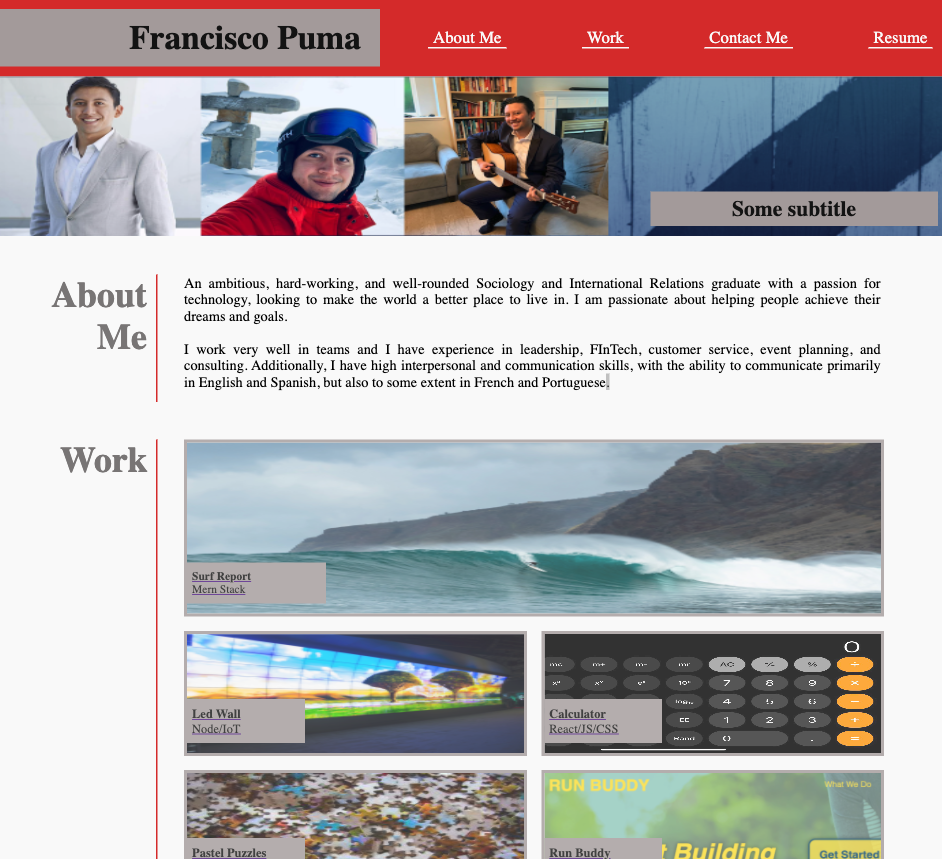 Francisco Puma
About Me
Work
Contact Me
Resume
Some subtitle
About
Me
An ambitious, hard-working, and well-rounded Sociology and International Relations graduate with a passion for
technology, looking to make the world a better place to live in. I am passionate about helping people achieve their
dreams and goals.
I work very well in teams and I have experience in leadership, FInTech, customer service, event planning, and
consulting. Additionally, I have high interpersonal and communication skills, with the ability to communicate primarily
in English and Spanish, but also to some extent in French and Portuguese.
Work
Surf Report
Mern Stack
Led Wall
Node/IoT
0
mc m+ m- mr AC %  ÷
7 8 9 ×
4 5 6 −
EE 1 2 3 +
Rand 0 . =
Calculator
React/JS/CSS
Pastel Puzzles
RUN BUDDY
What We Do
t Building
Get Started
Run Buddy